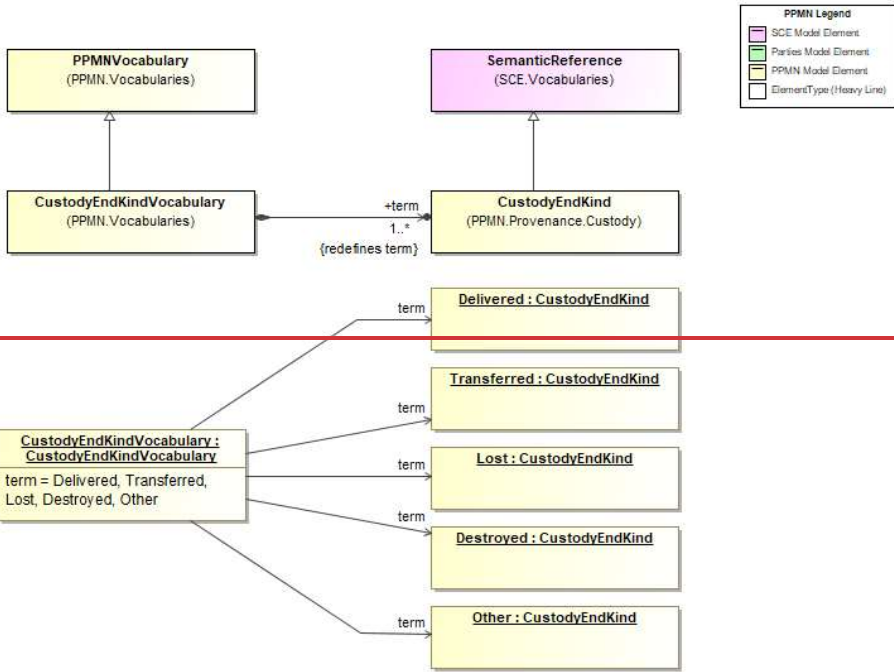 PPMN Legend
SCE Model Element
Parties Model Element
PPMN Model Element
ElementType (Heavy Line)
PPMNVocabulary
(PPMN.Vocabularies)
SemanticReference
(SCE.Vocabularies)
CustodyEndKindVocabulary
(PPMN.Vocabularies)
+term
1..*
{redefines term}
CustodyEndKind
(PPMN.Provenance.Custody)
term
Delivered : CustodyEndKind
term
Transferred : CustodyEndKind
CustodyEndKindVocabulary :
CustodyEndKindVocabulary
term = Delivered, Transferred,
Lost, Destroyed, Other
term
Lost : CustodyEndKind
term
Destroyed : CustodyEndKind
term
Other : CustodyEndKind